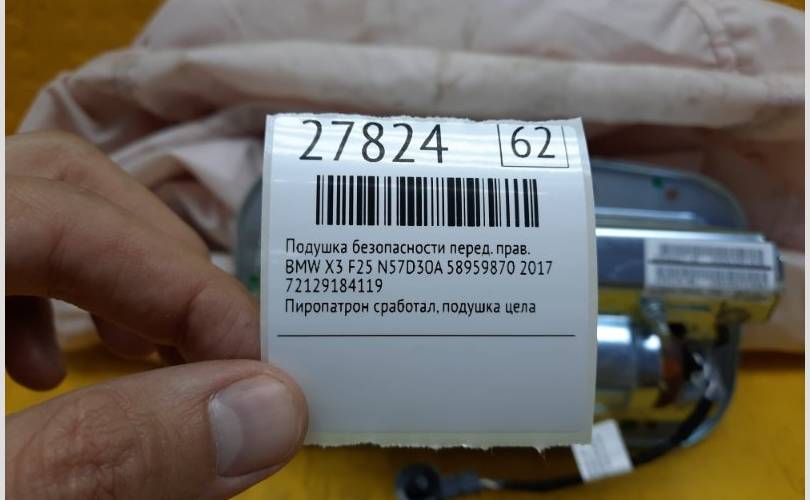 27824 62
Подушка безопасности перед. прав.
BMW X3 F25 N57D30A 58959870 2017
72129184119
Пиропатрон сработал, подушка цела